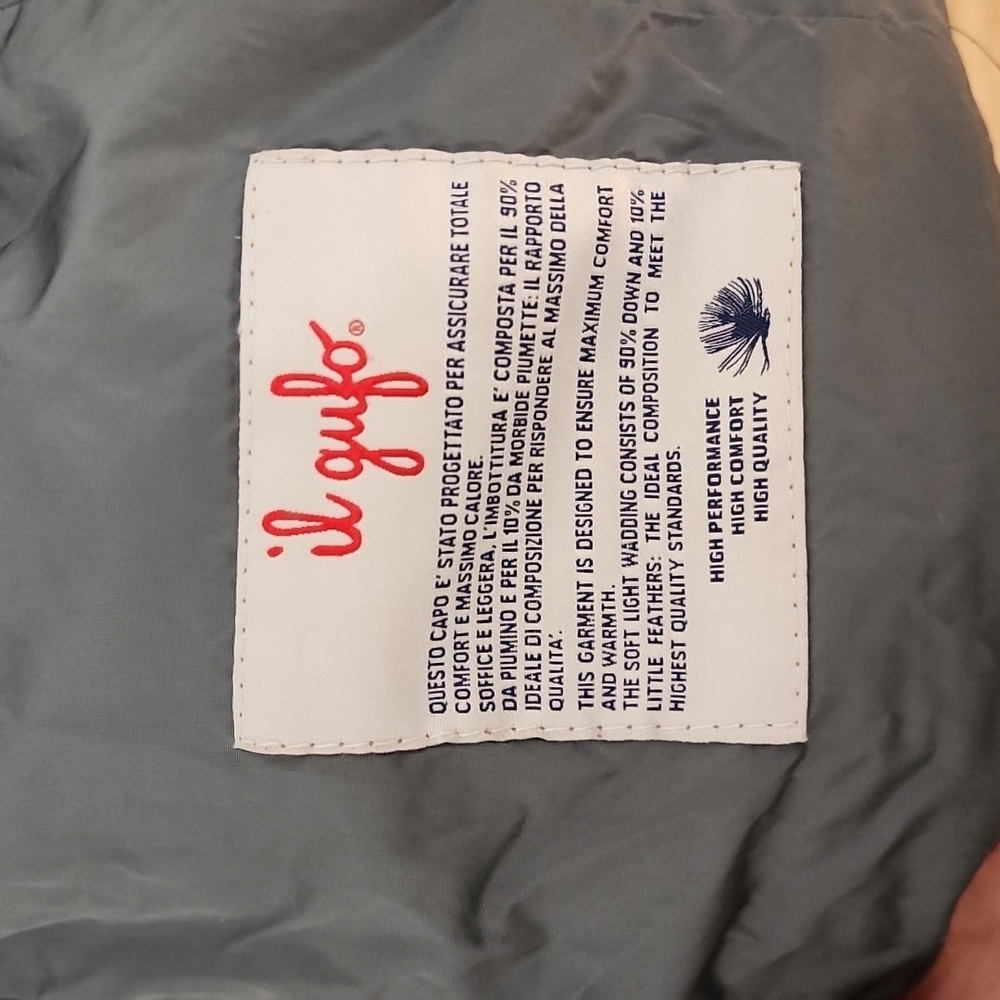 il gufo®
QUESTO CAPO E' STATO PROGETTATO PER ASSICURARE TOTALE
COMFORT E MASSIMO CALORE.
SOFFICE E LEGGERA, L'IMBOTTITURA E' COMPOSTA PER IL 90%
DA PIUMINO E PER IL 10% DA MORBIDE PIUMETTE: IL RAPPORTO
IDEALE DI COMPOSIZIONE PER RISPONDERE AL MASSIMO DELLA
QUALITA'.
THIS GARMENT IS DESIGNED TO ENSURE MAXIMUM COMFORT
AND WARMTH.
THE SOFT LIGHT WADDING CONSISTS OF 90% DOWN AND 10%
LITTLE FEATHERS: THE IDEAL COMPOSITION TO MEET THE
HIGHEST QUALITY STANDARDS.
HIGH PERFORMANCE
HIGH COMFORT
HIGH QUALITY